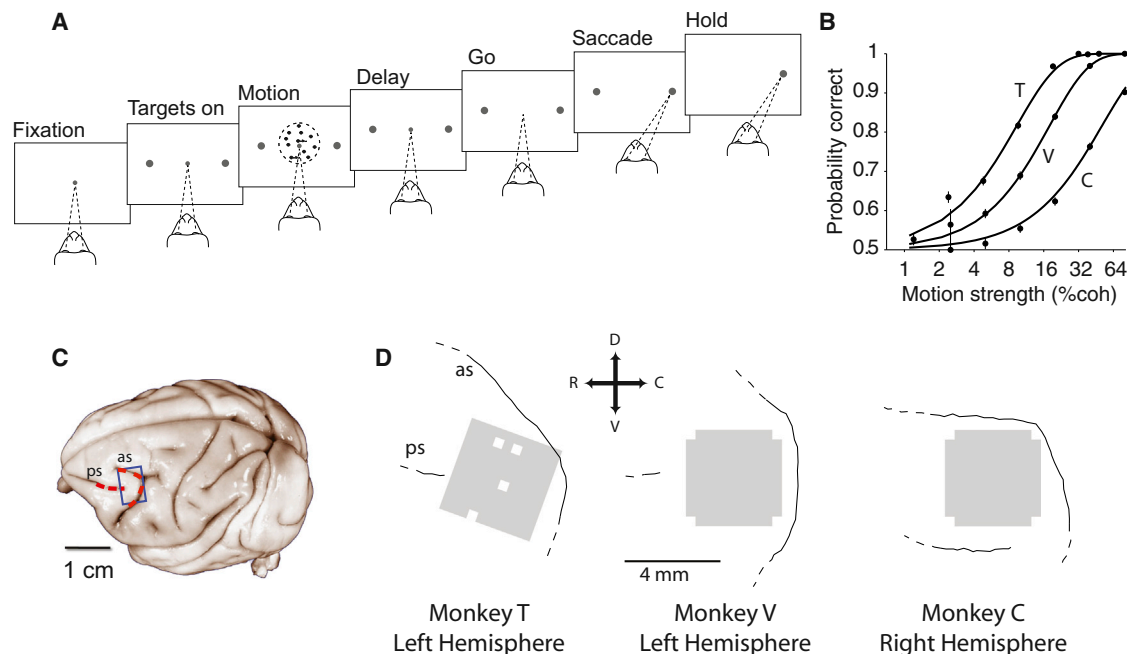 A
Fixation
Targets on
Motion
Delay
Go
Saccade
Hold
B
Probability correct
1
0.9
0.8
0.7
0.6
0.5
T
V
C
1 2 4 8 16 32 64
Motion strength (%coh)
C
ps
as
1 cm
D
as
ps
D
R C
V
4 mm
Monkey T
Left Hemisphere
Monkey V
Left Hemisphere
Monkey C
Right Hemisphere